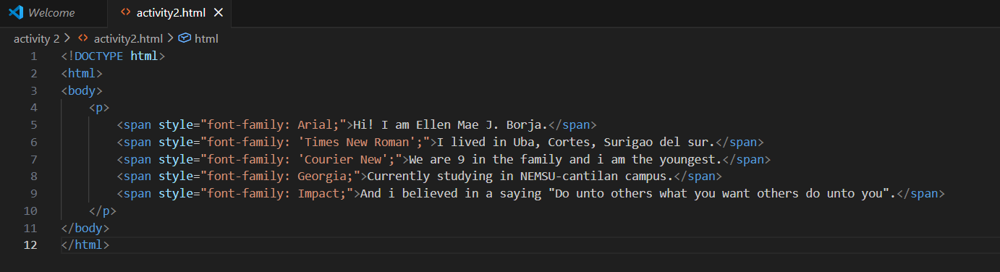 Welcome
activity2.html
activity 2 > activity2.html > html
1 <!DOCTYPE html>
2 <html>
3 <body>
4     <p>
5         <span style="font-family: Arial;">Hi! I am Ellen Mae J. Borja.</span>
6         <span style="font-family: 'Times New Roman';">I lived in Uba, Cortes, Surigao del sur.</span>
7         <span style="font-family: 'Courier New';">We are 9 in the family and i am the youngest.</span>
8         <span style="font-family: Georgia;">Currently studying in NEMSU-cantilan campus.</span>
9         <span style="font-family: Impact;">And i believed in a saying "Do unto others what you want others do unto you".</span>
10     </p>
11 </body>
12 </html>